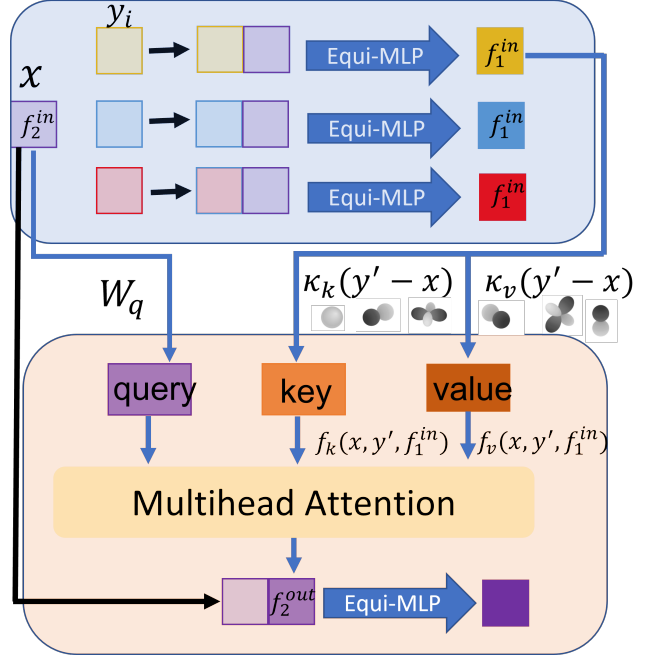 y_i
x
f_2^{in}
Equi-MLP
f_1^{in}
Equi-MLP
f_1^{in}
Equi-MLP
f_1^{in}
W_q
κ_k(y′ − x)
κ_v(y′ − x)
query
key
value
f_k(x, y′, f_1^{in})
f_v(x, y′, f_1^{in})
Multihead Attention
f_2^{out}
Equi-MLP